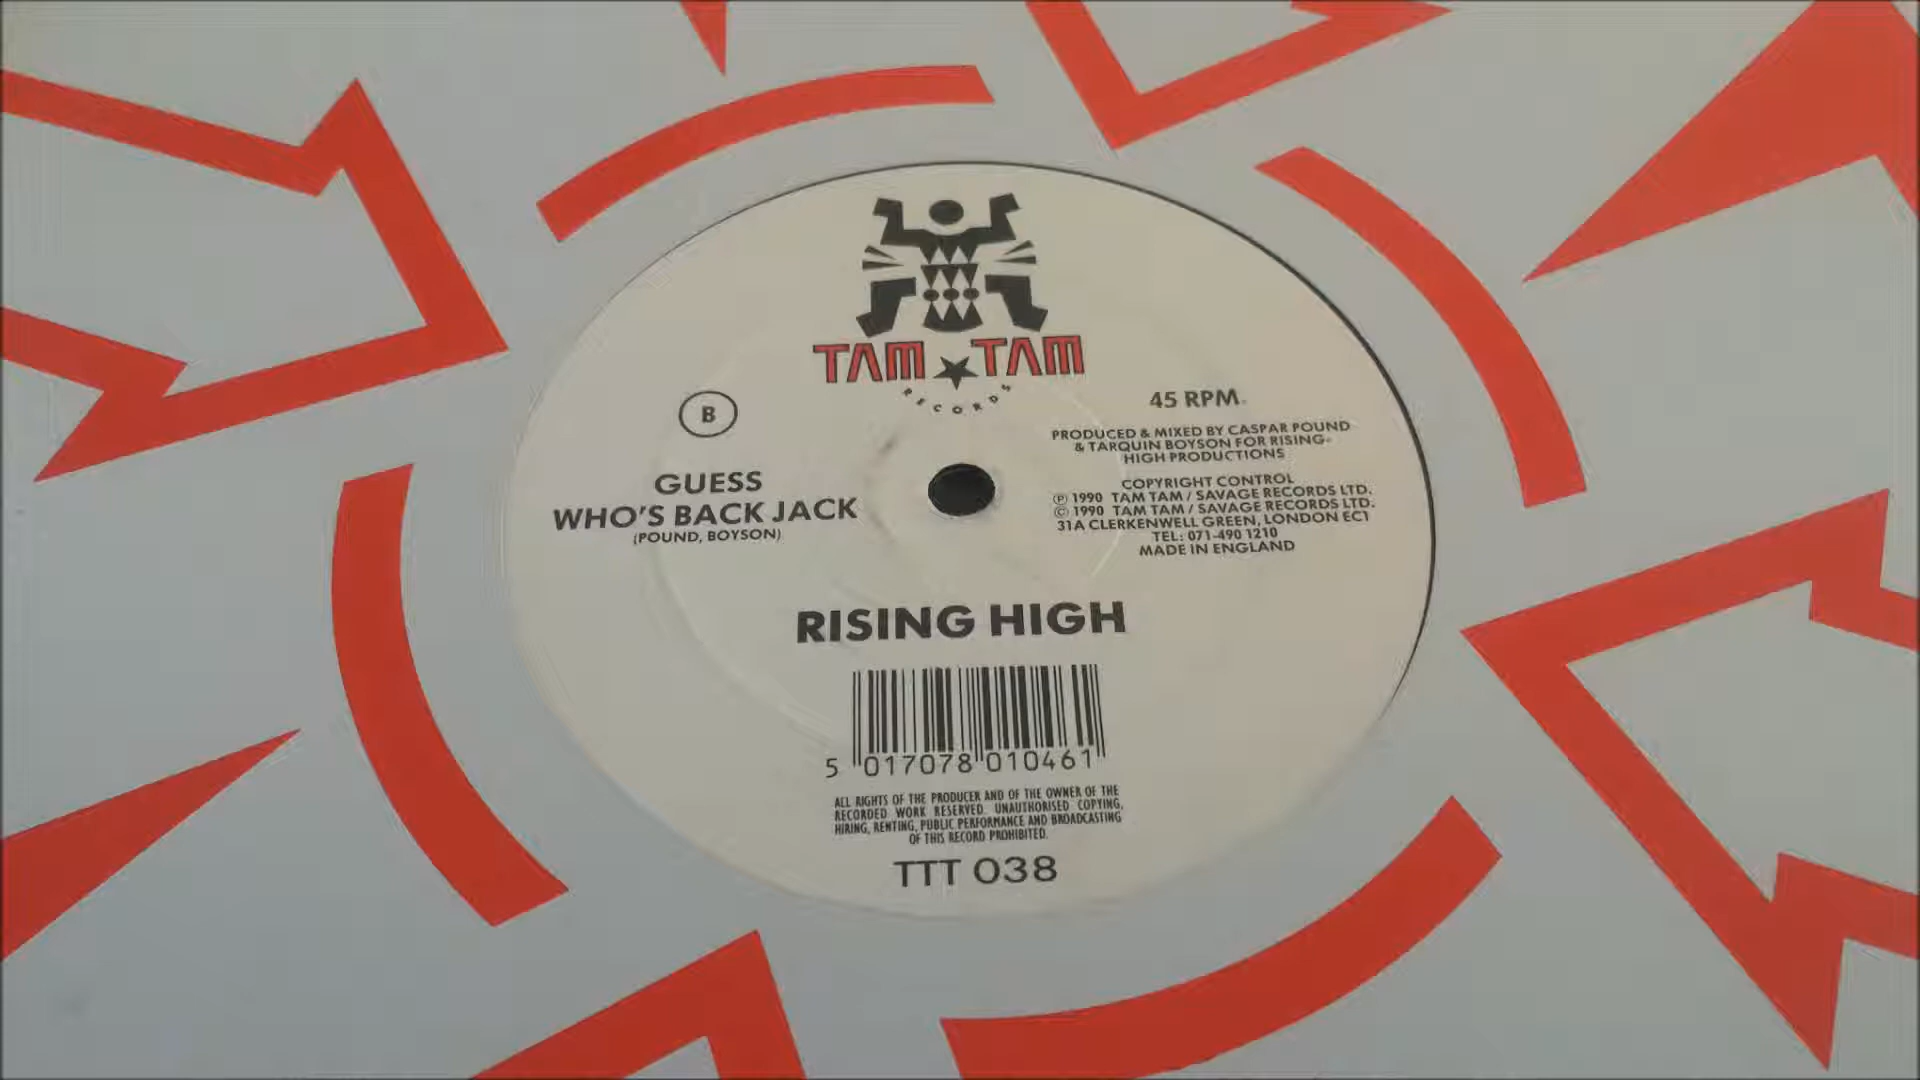 TAM TAM
RECORDS
B
GUESS
WHO'S BACK JACK
(POUND, BOYSON)
45 RPM.
PRODUCED & MIXED BY CASPAR POUND
& TARQUIN BOYSON FOR RISING-
HIGH PRODUCTIONS
COPYRIGHT CONTROL
Ⓟ 1990 TAM TAM / SAVAGE RECORDS LTD.
© 1990 TAM TAM / SAVAGE RECORDS LTD.
31A CLERKENWELL GREEN, LONDON EC1
TEL: 071-490 1210
MADE IN ENGLAND
RISING HIGH
5 017078 010461
ALL RIGHTS OF THE PRODUCER AND OF THE OWNER OF THE
RECORDED WORK RESERVED. UNAUTHORISED COPYING,
HIRING, RENTING, PUBLIC PERFORMANCE AND BROADCASTING
OF THIS RECORD PROHIBITED.
TTT 038